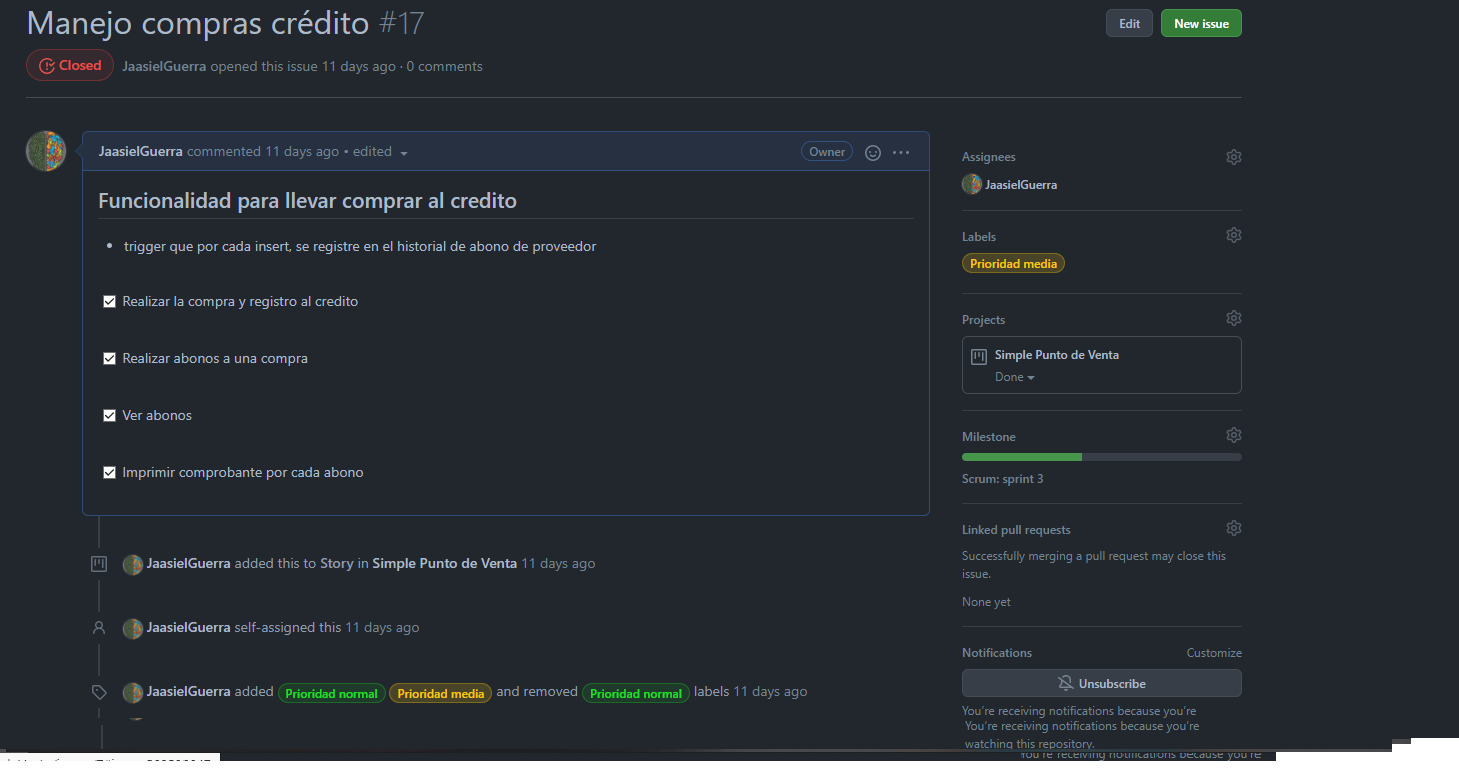 Manejo compras crédito #17
Edit
New issue
Closed
JaasielGuerra opened this issue 11 days ago · 0 comments
JaasielGuerra commented 11 days ago • edited
Owner
Funcionalidad para llevar comprar al credito
• trigger que por cada insert, se registre en el historial de abono de proveedor
Realizar la compra y registro al credito
Realizar abonos a una compra
Ver abonos
Imprimir comprobante por cada abono
JaasielGuerra added this to Story in Simple Punto de Venta 11 days ago
JaasielGuerra self-assigned this 11 days ago
JaasielGuerra added Prioridad normal Prioridad media and removed Prioridad normal labels 11 days ago
Assignees
JaasielGuerra
Labels
Prioridad media
Projects
Simple Punto de Venta
Done
Milestone
Scrum: sprint 3
Linked pull requests
Successfully merging a pull request may close this
issue.
None yet
Notifications
Customize
Unsubscribe
You're receiving notifications because you're
You're receiving notifications because you're
watching this repository.
You're receiving notifications because you're